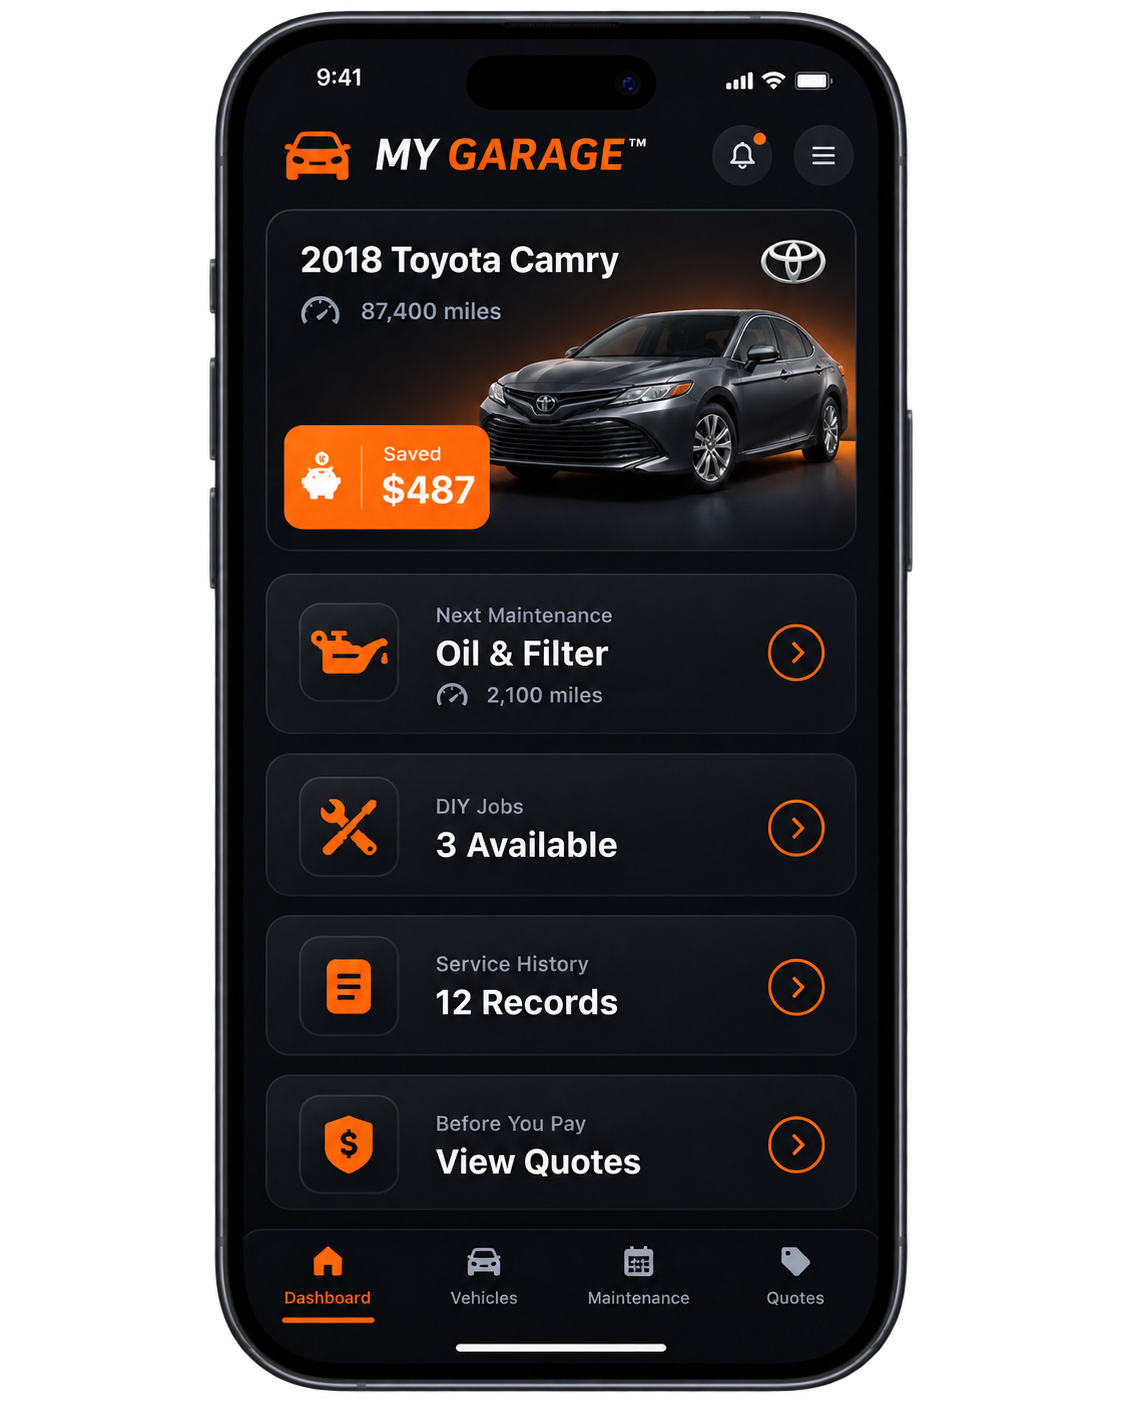 9:41
MY GARAGE™
2018 Toyota Camry
87,400 miles
Saved
$487
Next Maintenance
Oil & Filter
2,100 miles
DIY Jobs
3 Available
Service History
12 Records
Before You Pay
View Quotes
Dashboard
Vehicles
Maintenance
Quotes